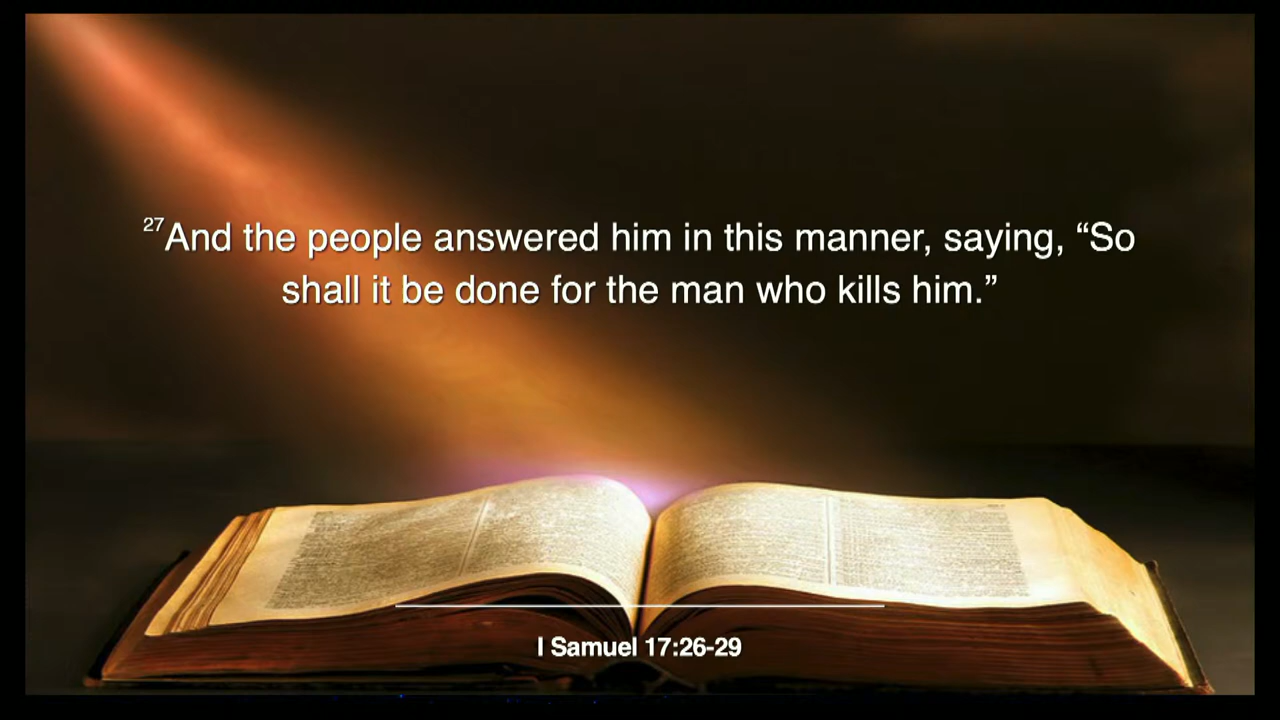 27And the people answered him in this manner, saying, “So
shall it be done for the man who kills him.”
I Samuel 17:26-29